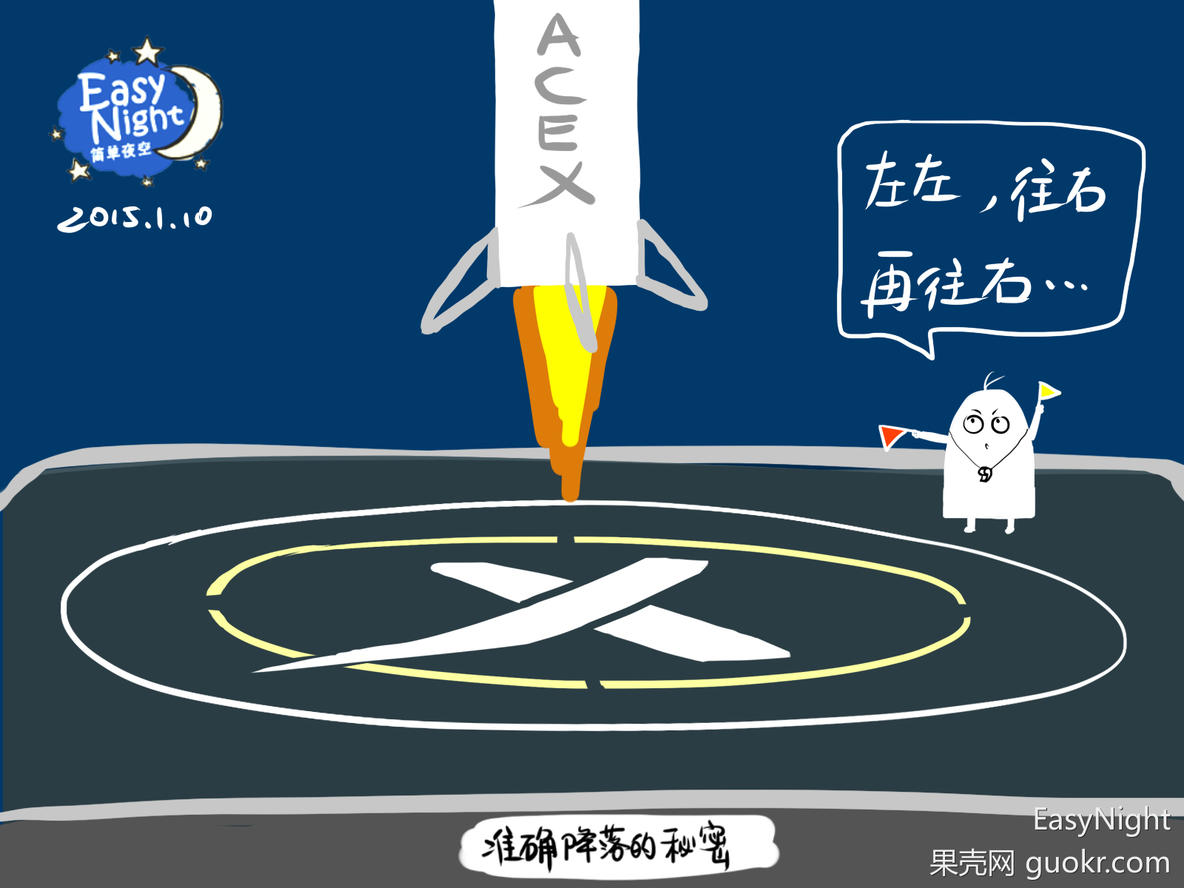 Easy
Night
简单夜空
2015.1.10
A
C
E
X
左左，往右
再往右…
X
准确降落的秘密
EasyNight
果壳网 guokr.com